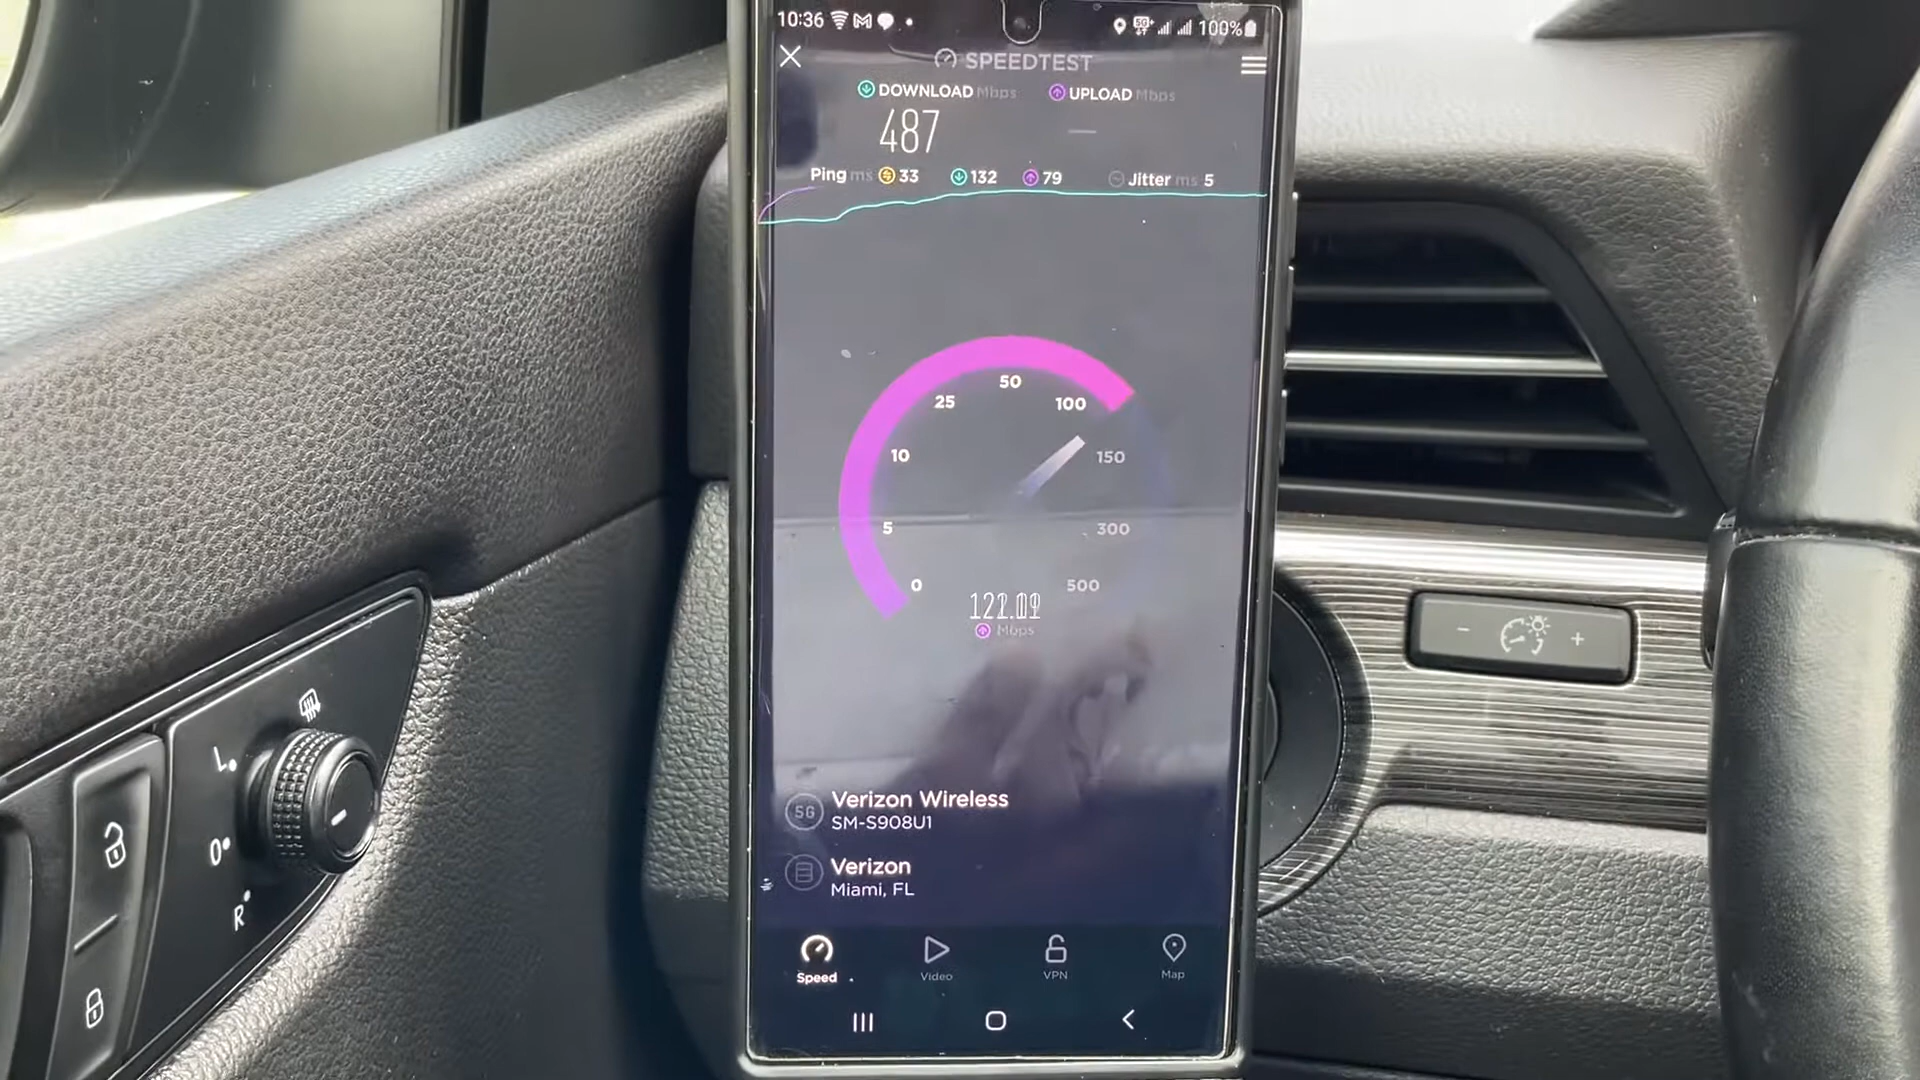 10:36 5G+ 100%
SPEEDTEST
DOWNLOAD Mbps UPLOAD Mbps
487 —
Ping ms 33 132 79 Jitter ms 5
50
25 100
10 150
5 300
0 500
Mbps
5G Verizon Wireless
SM-S908U1
Verizon
Miami, FL
Speed Video VPN Map
L
O
R
- +